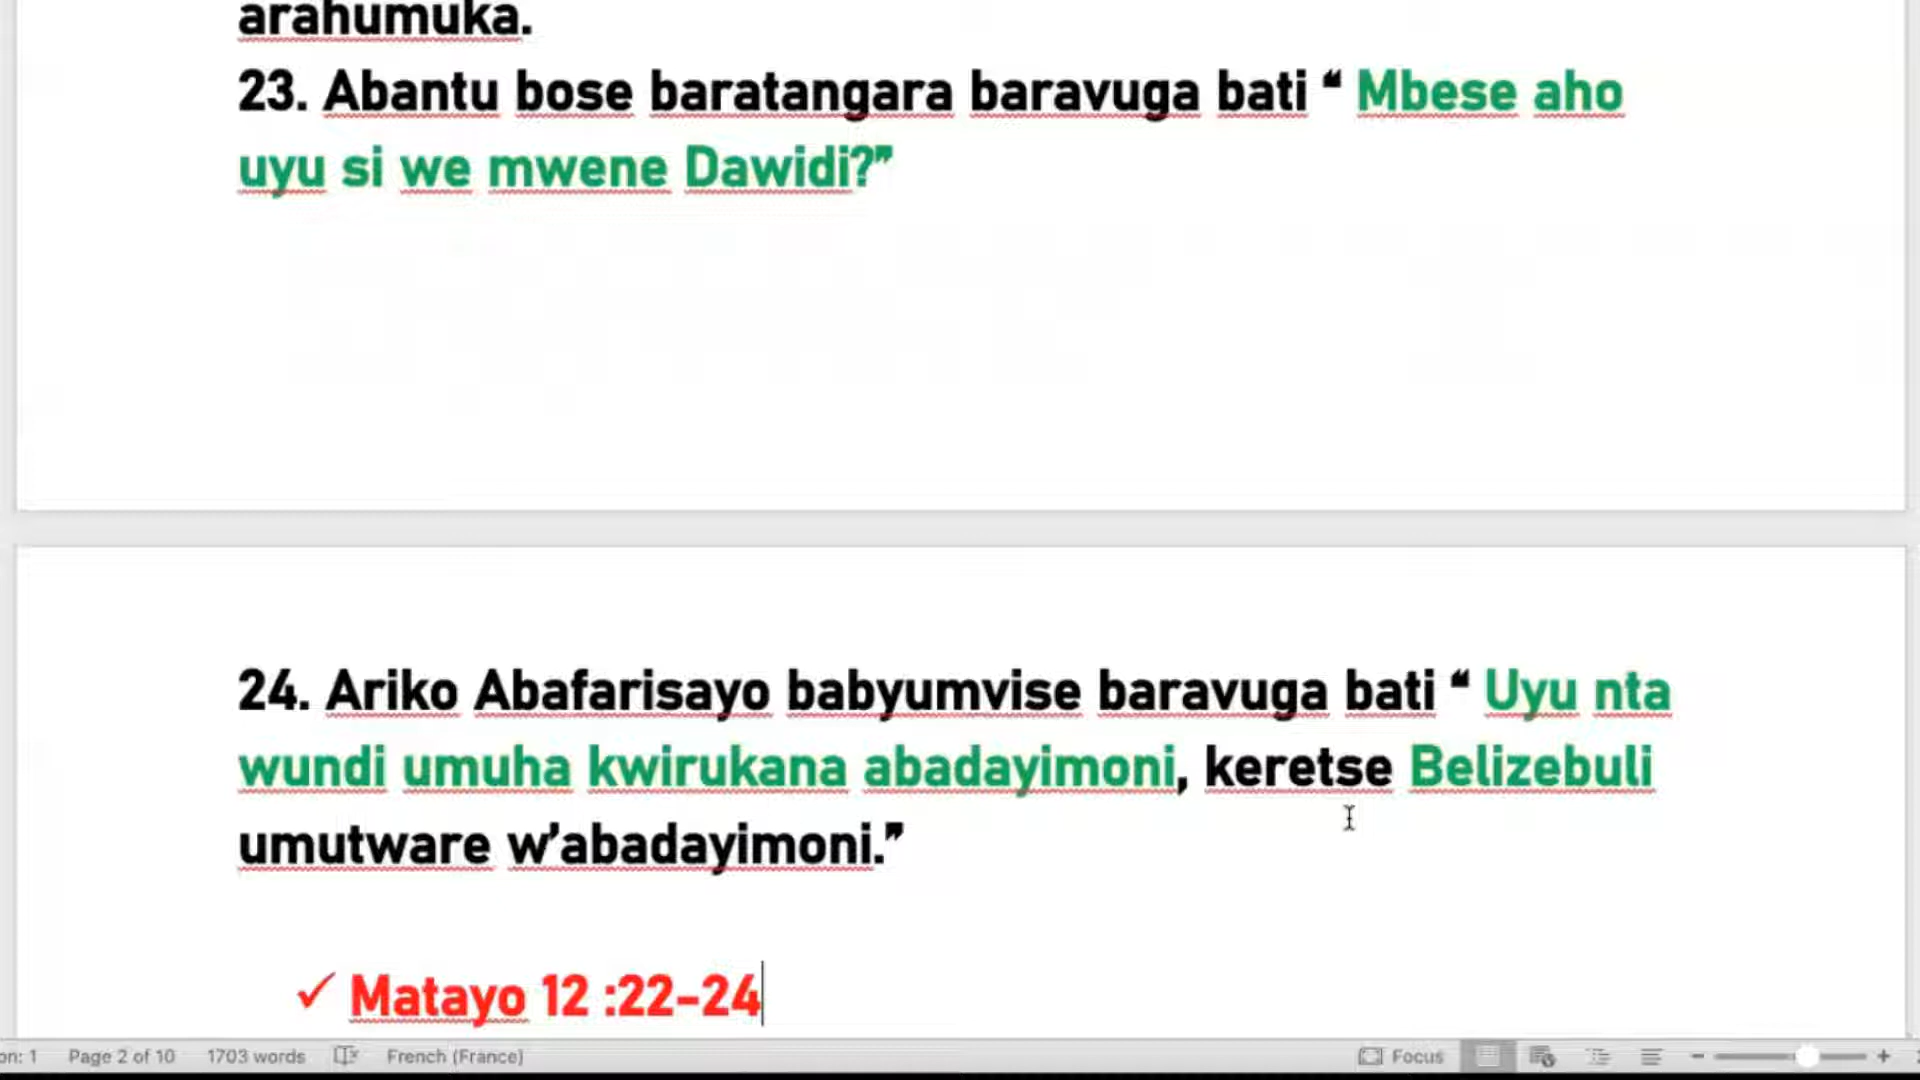 arahumuka.
23. Abantu bose baratangara baravuga bati “ Mbese aho
uyu si we mwene Dawidi?”
24. Ariko Abafarisayo babyumvise baravuga bati “ Uyu nta
wundi umuha kwirukana abadayimoni, keretse Belizebuli
umutware w’abadayimoni.”
✓ Matayo 12 :22-24
on: 1 Page 2 of 10 1703 words French (France) Focus